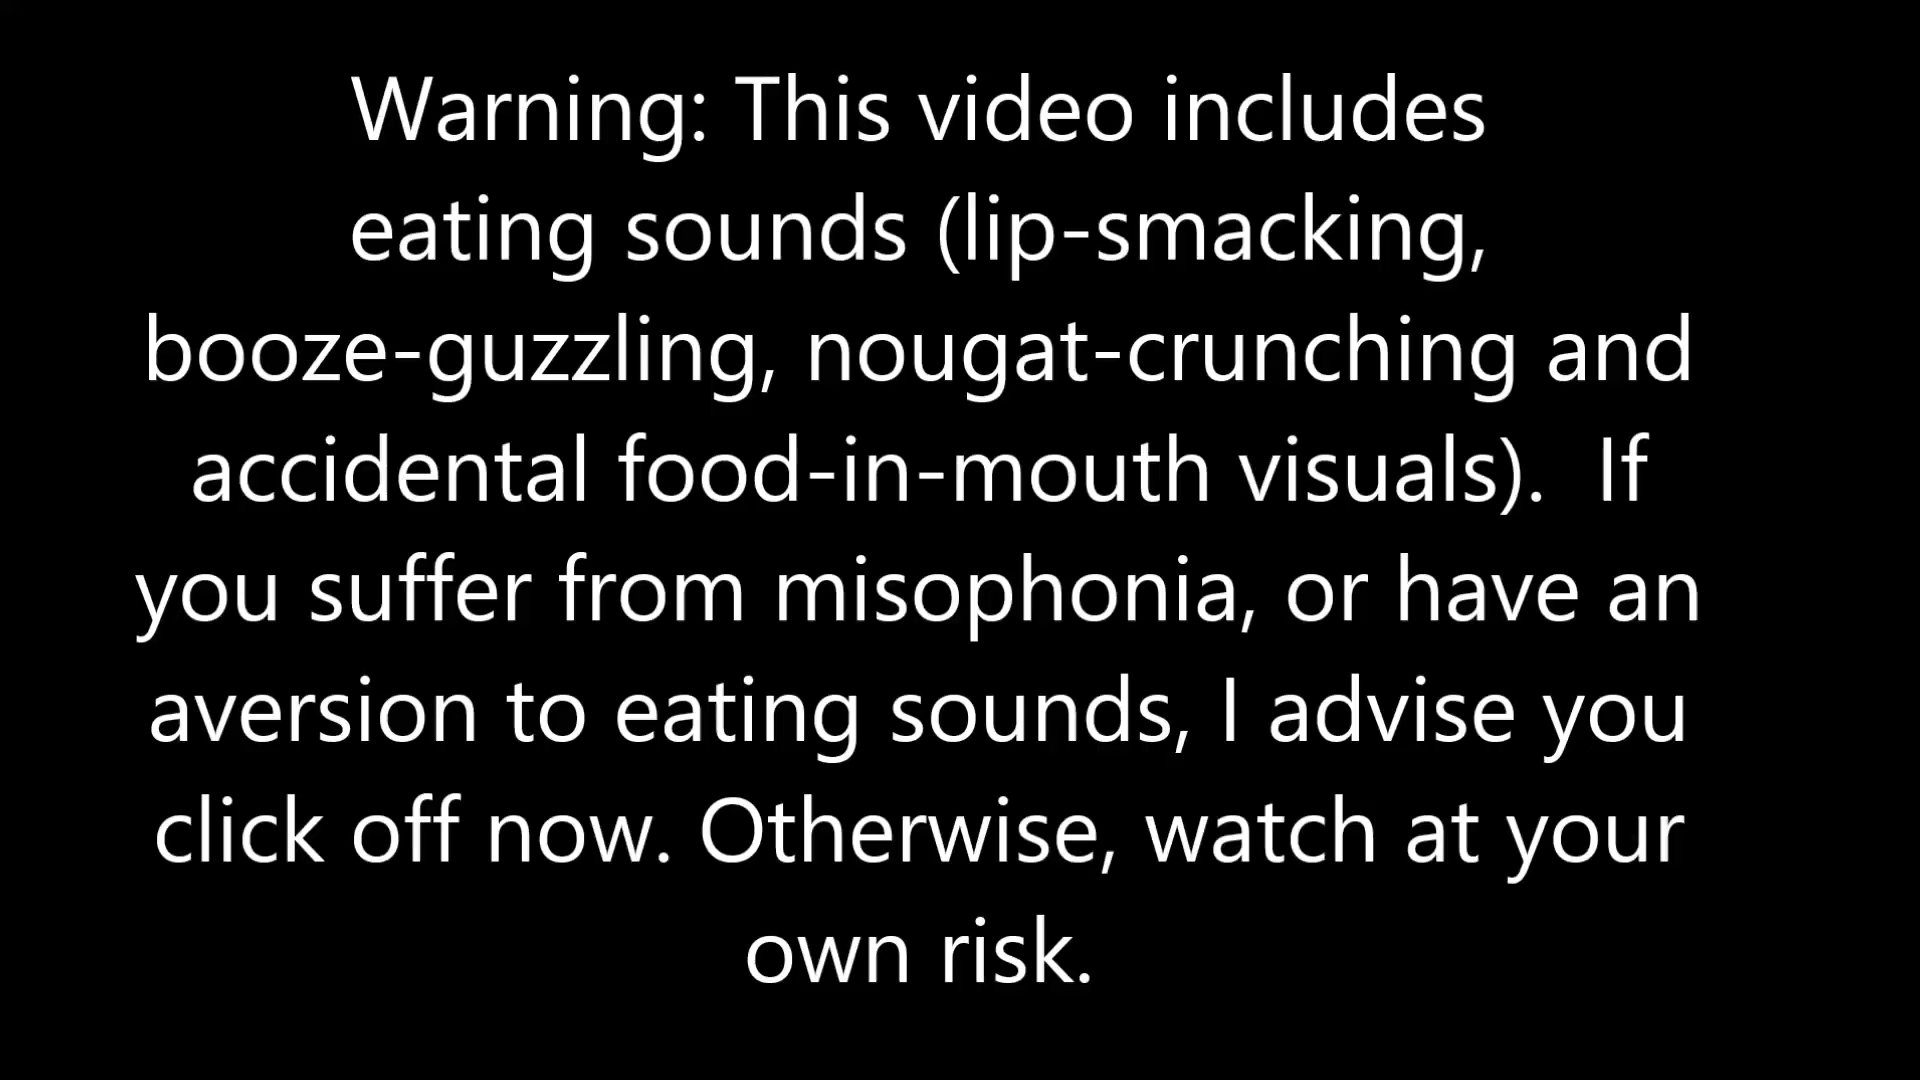 Warning: This video includes
eating sounds (lip-smacking,
booze-guzzling, nougat-crunching and
accidental food-in-mouth visuals).  If
you suffer from misophonia, or have an
aversion to eating sounds, I advise you
click off now. Otherwise, watch at your
own risk.